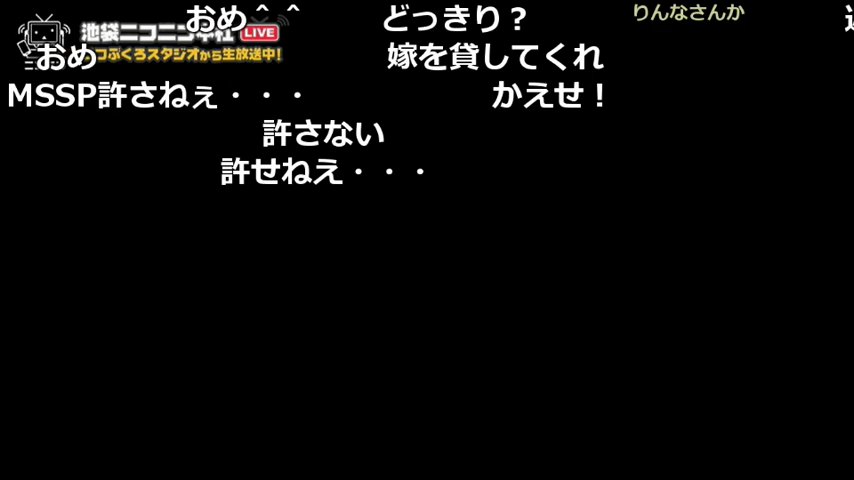 おめ^ ^
どっきり？
りんなさんか
池袋ニコニコ本社
LIVE
おめ
ぶくろスタジオから生放送中!
嫁を貸してくれ
MSSP許さねぇ・・・
かえせ！
許さない
許せねえ・・・